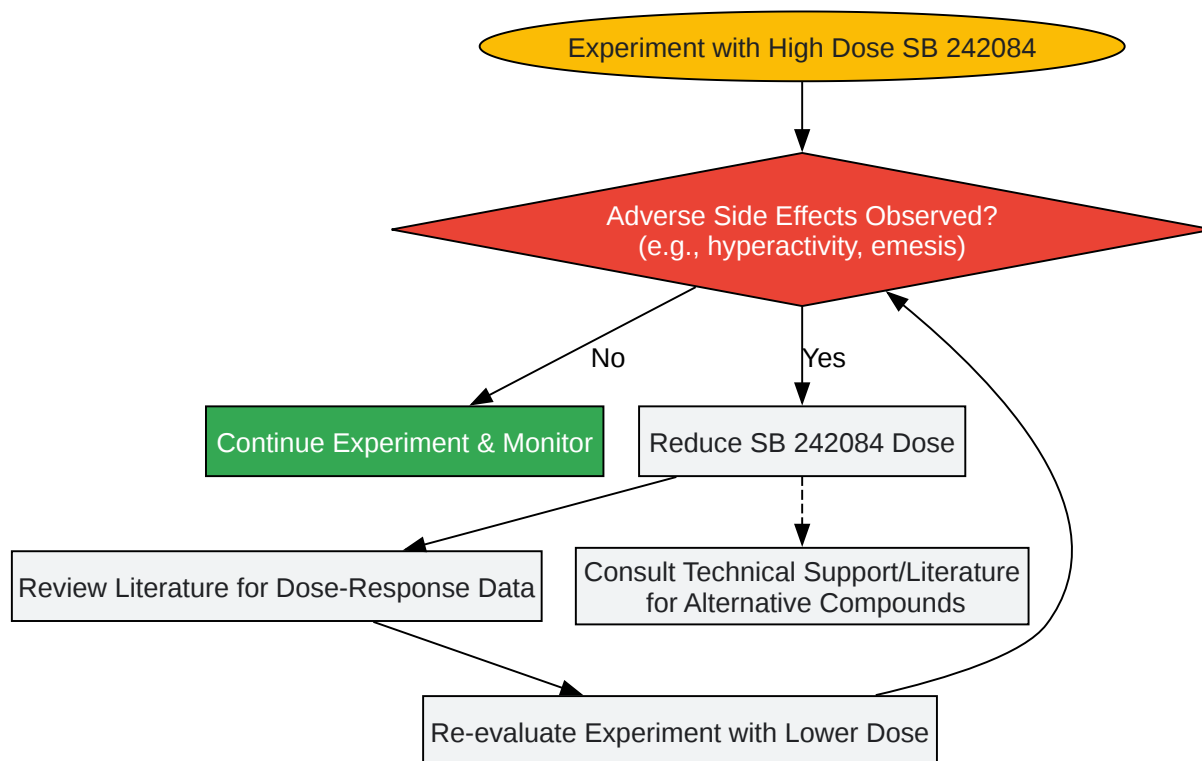 Experiment with High Dose SB 242084
Adverse Side Effects Observed?
(e.g., hyperactivity, emesis)
No
Yes
Continue Experiment & Monitor
Reduce SB 242084 Dose
Review Literature for Dose-Response Data
Consult Technical Support/Literature
for Alternative Compounds
Re-evaluate Experiment with Lower Dose